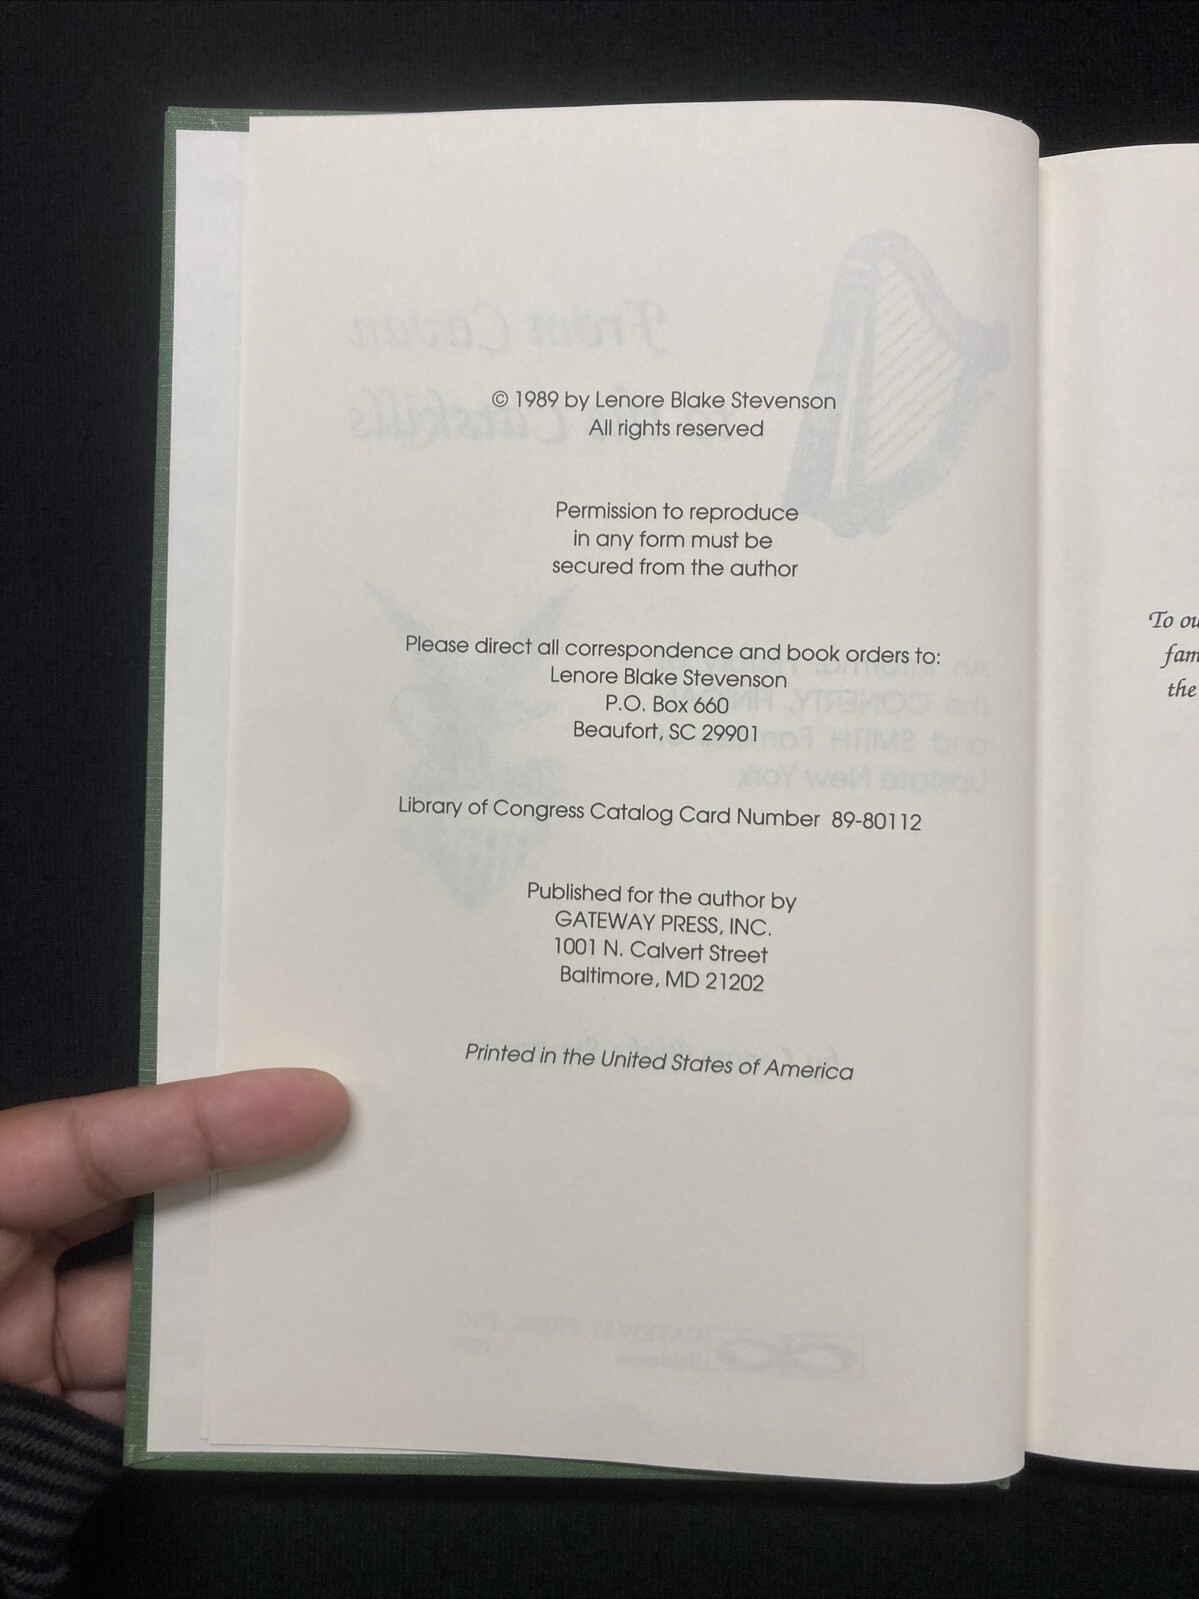 © 1989 by Lenore Blake Stevenson
All rights reserved
Permission to reproduce
in any form must be
secured from the author
Please direct all correspondence and book orders to:
Lenore Blake Stevenson
P.O. Box 660
Beaufort, SC 29901
Library of Congress Catalog Card Number 89-80112
Published for the author by
GATEWAY PRESS, INC.
1001 N. Calvert Street
Baltimore, MD 21202
Printed in the United States of America
To
the